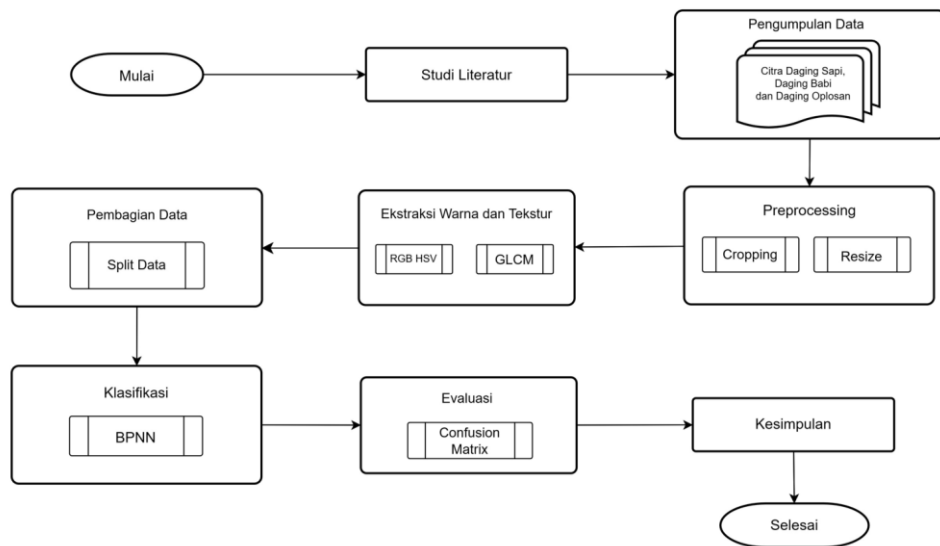 Mulai
Studi Literatur
Pengumpulan Data
Citra Daging Sapi,
Daging Babi
dan Daging Oplosan
Preprocessing
Cropping
Resize
Ekstraksi Warna dan Tekstur
RGB HSV
GLCM
Pembagian Data
Split Data
Klasifikasi
BPNN
Evaluasi
Confusion
Matrix
Kesimpulan
Selesai